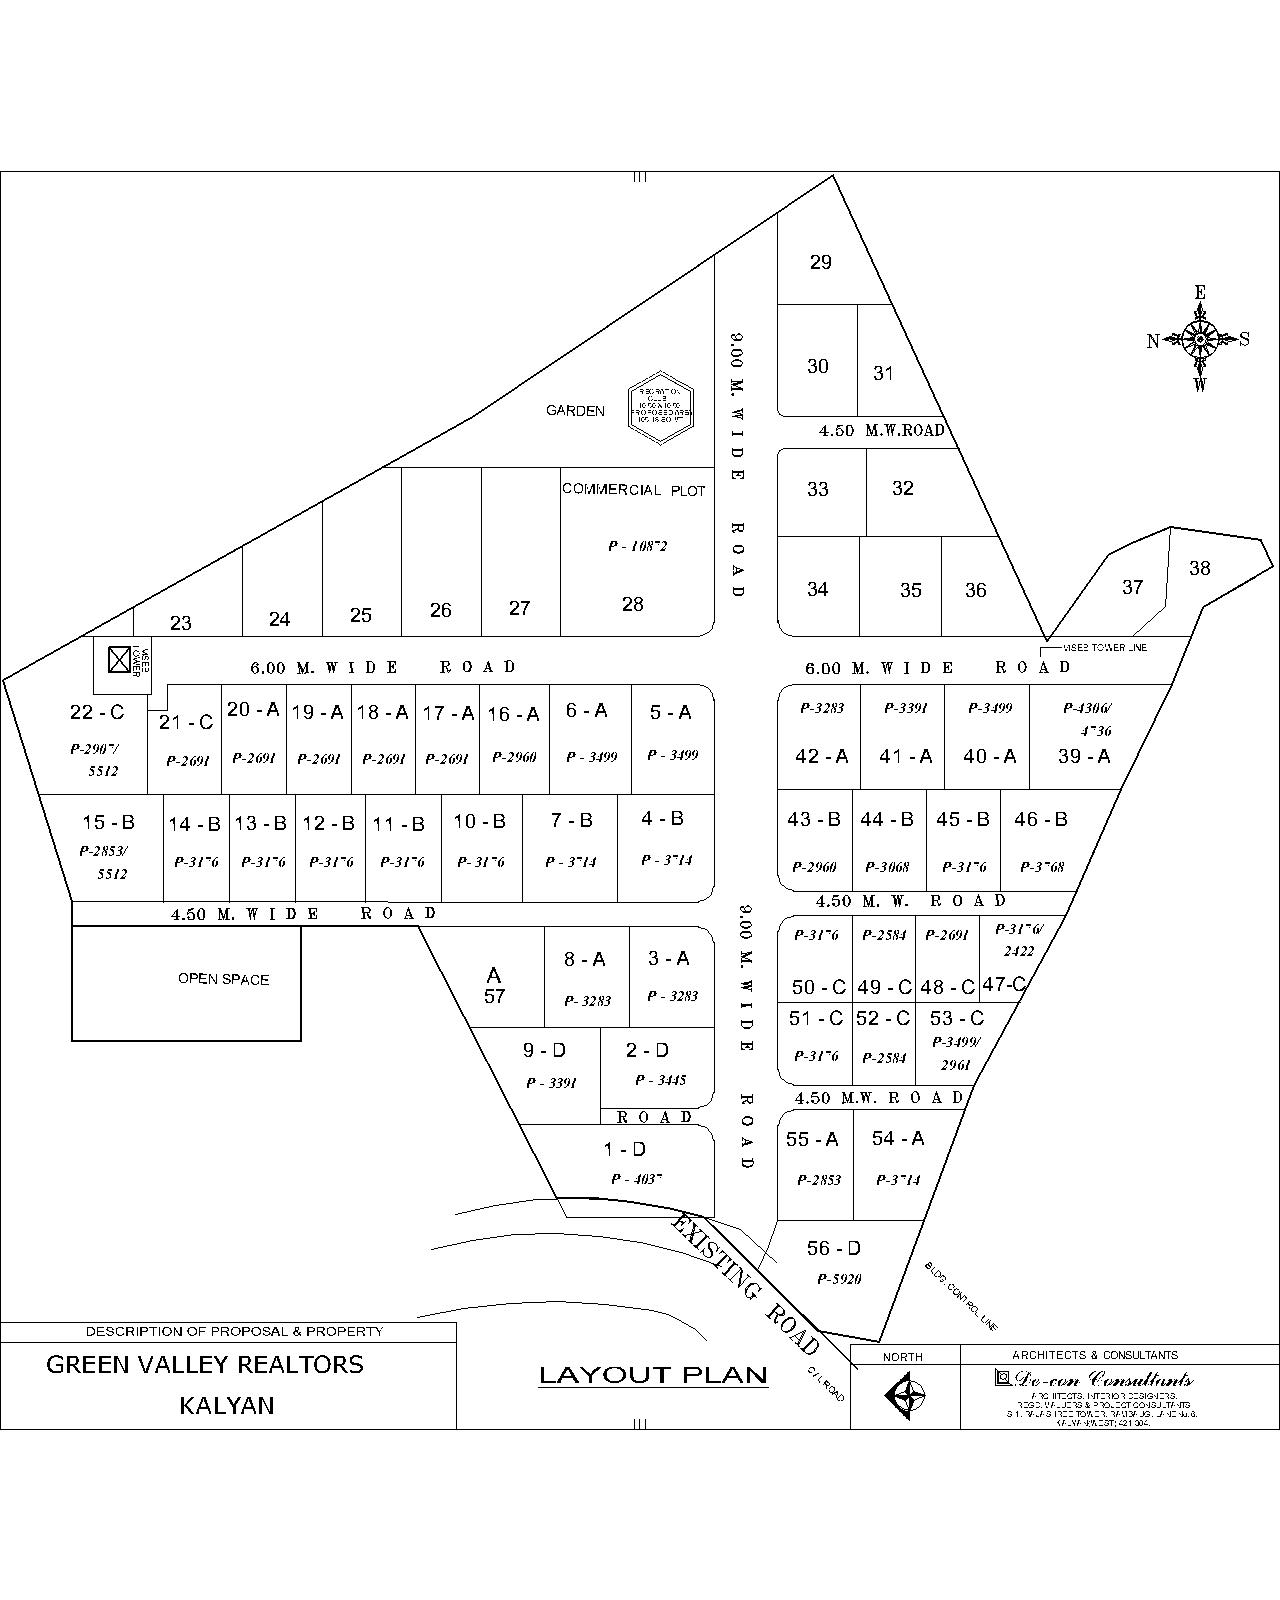 29
E
N
S
W
9.00 M. WIDE ROAD
30
31
GARDEN
4.50 M.W.ROAD
COMMERCIAL PLOT
P - 10872
28
33
32
34
35
36
37
38
23
24
25
26
27
MSEB TOWER
MSEB TOWER LINE
6.00 M. WIDE ROAD
6.00 M. WIDE ROAD
22 - C
P-2907/
5512
21 - C
P-2691
20 - A
P-2691
19 - A
P-2691
18 - A
P-2691
17 - A
P-2691
16 - A
P-2960
6 - A
P - 3499
5 - A
P - 3499
P-3283
42 - A
P-3391
41 - A
P-3499
40 - A
P-4306/
4736
39 - A
15 - B
P-2853/
5512
14 - B
P-3176
13 - B
P-3176
12 - B
P-3176
11 - B
P-3176
10 - B
P - 3176
7 - B
P - 3714
4 - B
P - 3714
43 - B
P-2960
44 - B
P-3068
45 - B
P-3176
46 - B
P-3768
4.50 M. WIDE ROAD
4.50 M. W. ROAD
9.00 M. WIDE ROAD
OPEN SPACE
A
57
8 - A
P - 3283
3 - A
P - 3283
P-3176
50 - C
P-2584
49 - C
P-2691
48 - C
P-3176/
2422
47-C
9 - D
P - 3391
2 - D
P - 3445
51 - C
P-3176
52 - C
P-2584
53 - C
P-3499/
2961
ROAD
4.50 M.W. ROAD
1 - D
P - 4037
55 - A
P-2853
54 - A
P-3714
56 - D
P-5920
EXISTING ROAD
BLDG. CONTROL LINE
C/L ROAD
DESCRIPTION OF PROPOSAL & PROPERTY
GREEN VALLEY REALTORS
KALYAN
LAYOUT PLAN
NORTH
ARCHITECTS & CONSULTANTS
De-con Consultants
ARCHITECTS, INTERIOR DESIGNERS,
REGD. VALUERS & PROJECT CONSULTANTS